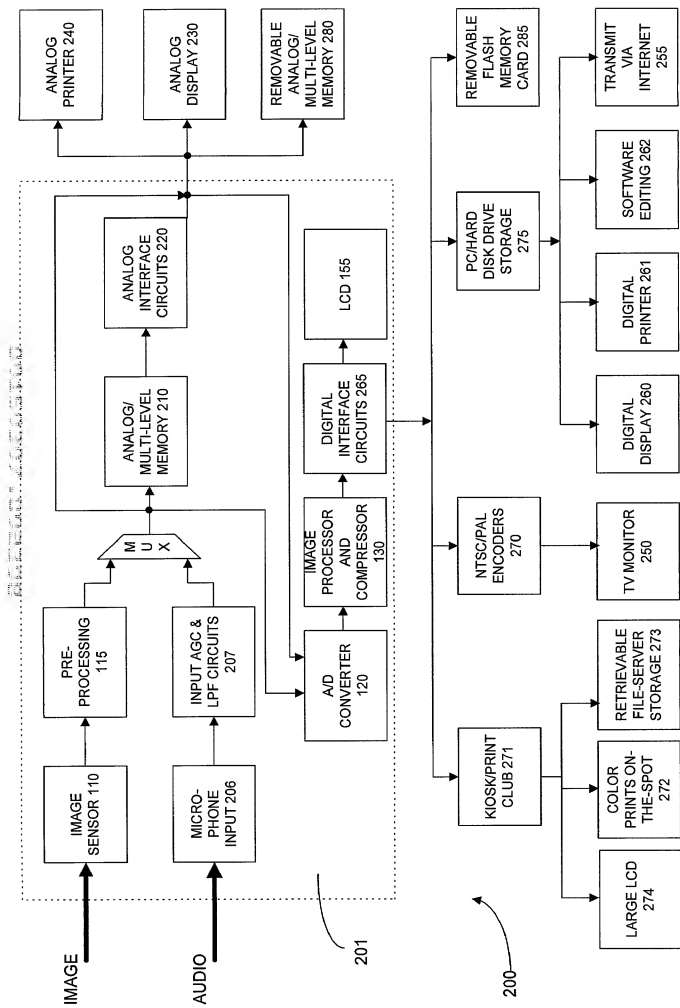 IMAGE
AUDIO
IMAGE
SENSOR 110
PRE-
PROCESSING
115
MICRO-
PHONE
INPUT 206
INPUT AGC &
LPF CIRCUITS
207
M
U
X
ANALOG/
MULTI-LEVEL
MEMORY 210
ANALOG
INTERFACE
CIRCUITS 220
ANALOG
PRINTER 240
ANALOG
DISPLAY 230
REMOVABLE
ANALOG/
MULTI-LEVEL
MEMORY 280
A/D
CONVERTER
120
IMAGE
PROCESSOR
AND
COMPRESSOR
130
DIGITAL
INTERFACE
CIRCUITS 265
LCD 155
201
200
KIOSK/PRINT
CLUB 271
NTSC/PAL
ENCODERS
270
PC/HARD
DISK DRIVE
STORAGE
275
REMOVABLE
FLASH
MEMORY
CARD 285
LARGE LCD
274
COLOR
PRINTS ON-
THE-SPOT
272
RETRIEVABLE
FILE-SERVER
STORAGE 273
TV MONITOR
250
DIGITAL
DISPLAY 260
DIGITAL
PRINTER 261
SOFTWARE
EDITING 262
TRANSMIT
VIA
INTERNET
255